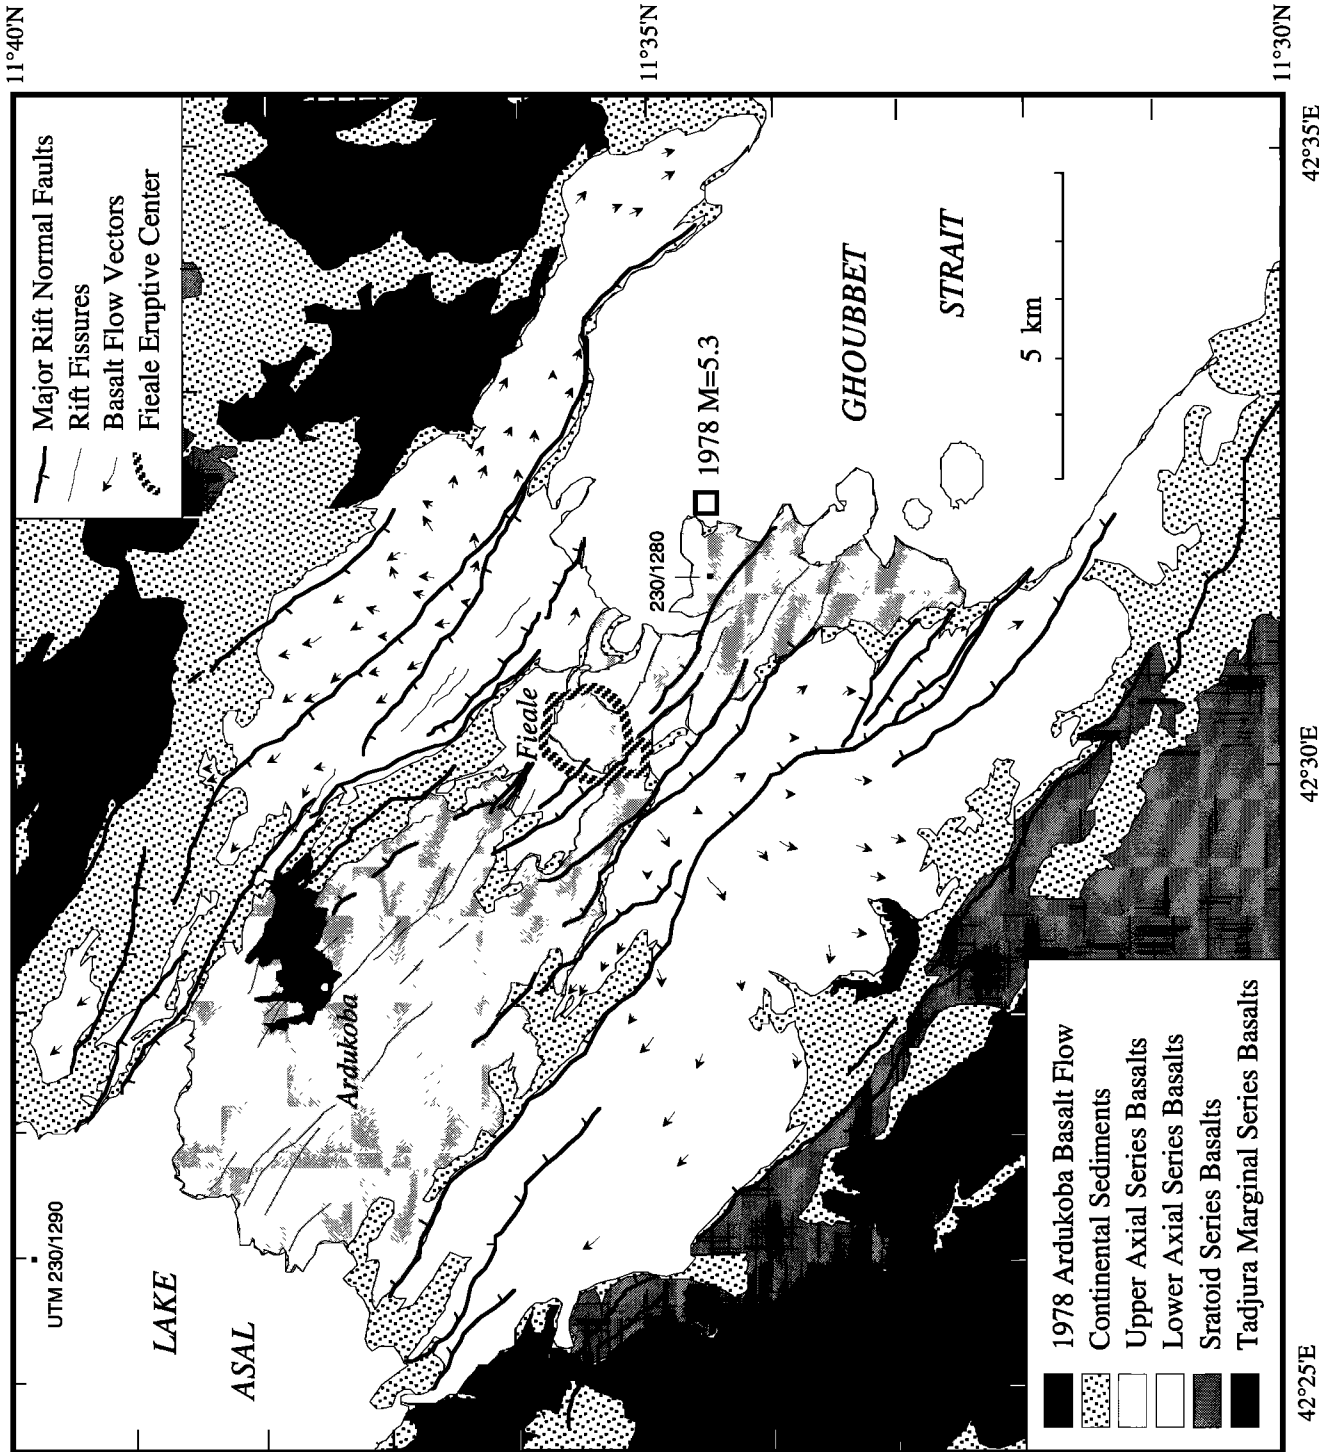 11°40'N
11°35'N
11°30'N
Major Rift Normal Faults
Rift Fissures
Basalt Flow Vectors
Fieale Eruptive Center
42°35'E
42°30'E
42°25'E
GHOUBBET
STRAIT
5 km
1978 M=5.3
230/1280
Fieale
Ardukoba
UTM 230/1290
LAKE
ASAL
1978 Ardukoba Basalt Flow
Continental Sediments
Upper Axial Series Basalts
Lower Axial Series Basalts
Sratoid Series Basalts
Tadjura Marginal Series Basalts